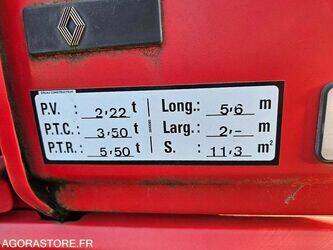 P.V. 2,22 t Long.: 5,6 m
P.T.C. 3,50 t Larg.: 2,- m
P.T.R. 5,50 t S. 11,3 m²
AGORASTORE.FR